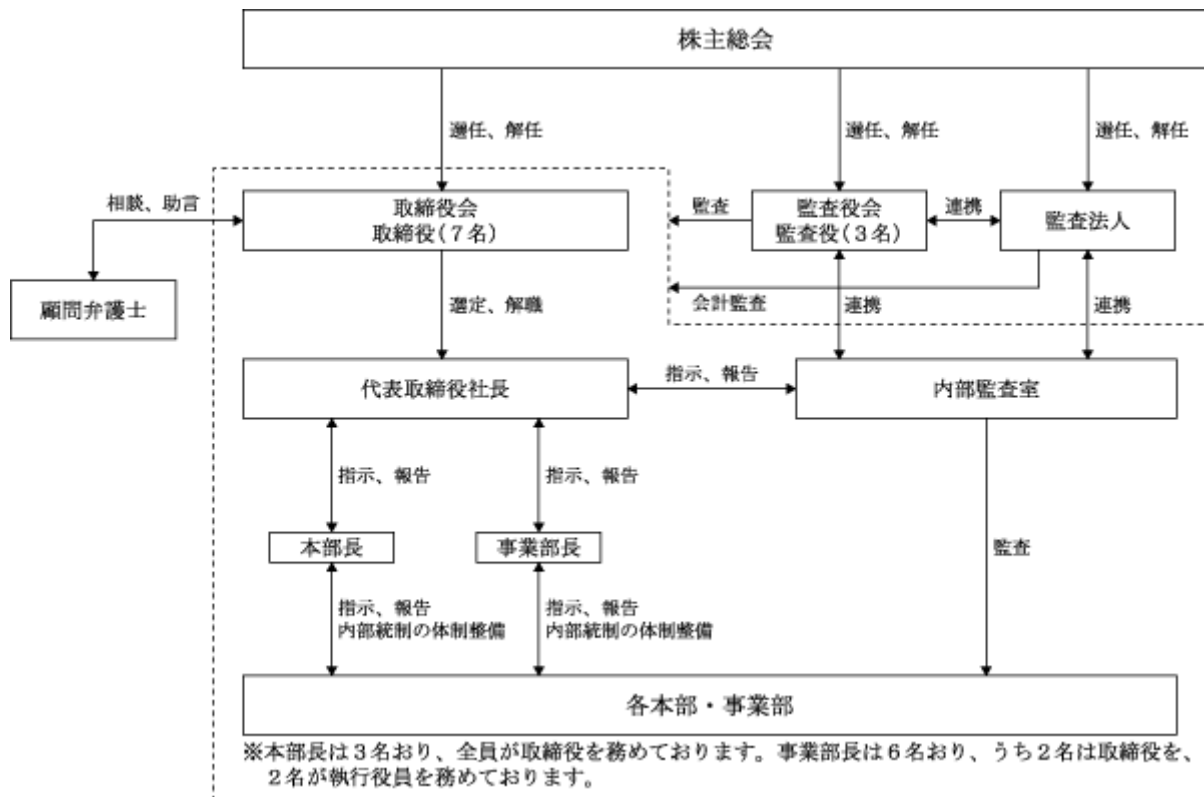 株主総会
選任、解任
選任、解任
選任、解任
相談、助言
取締役会
取締役(7名)
監査
監査役会
監査役(3名)
連携
監査法人
顧問弁護士
選定、解職
会計監査
連携
連携
代表取締役社長
指示、報告
内部監査室
指示、報告
指示、報告
本部長
事業部長
監査
指示、報告
内部統制の体制整備
指示、報告
内部統制の体制整備
各本部・事業部
※本部長は3名おり、全員が取締役を務めております。事業部長は6名おり、うち2名は取締役を、
2名が執行役員を務めております。